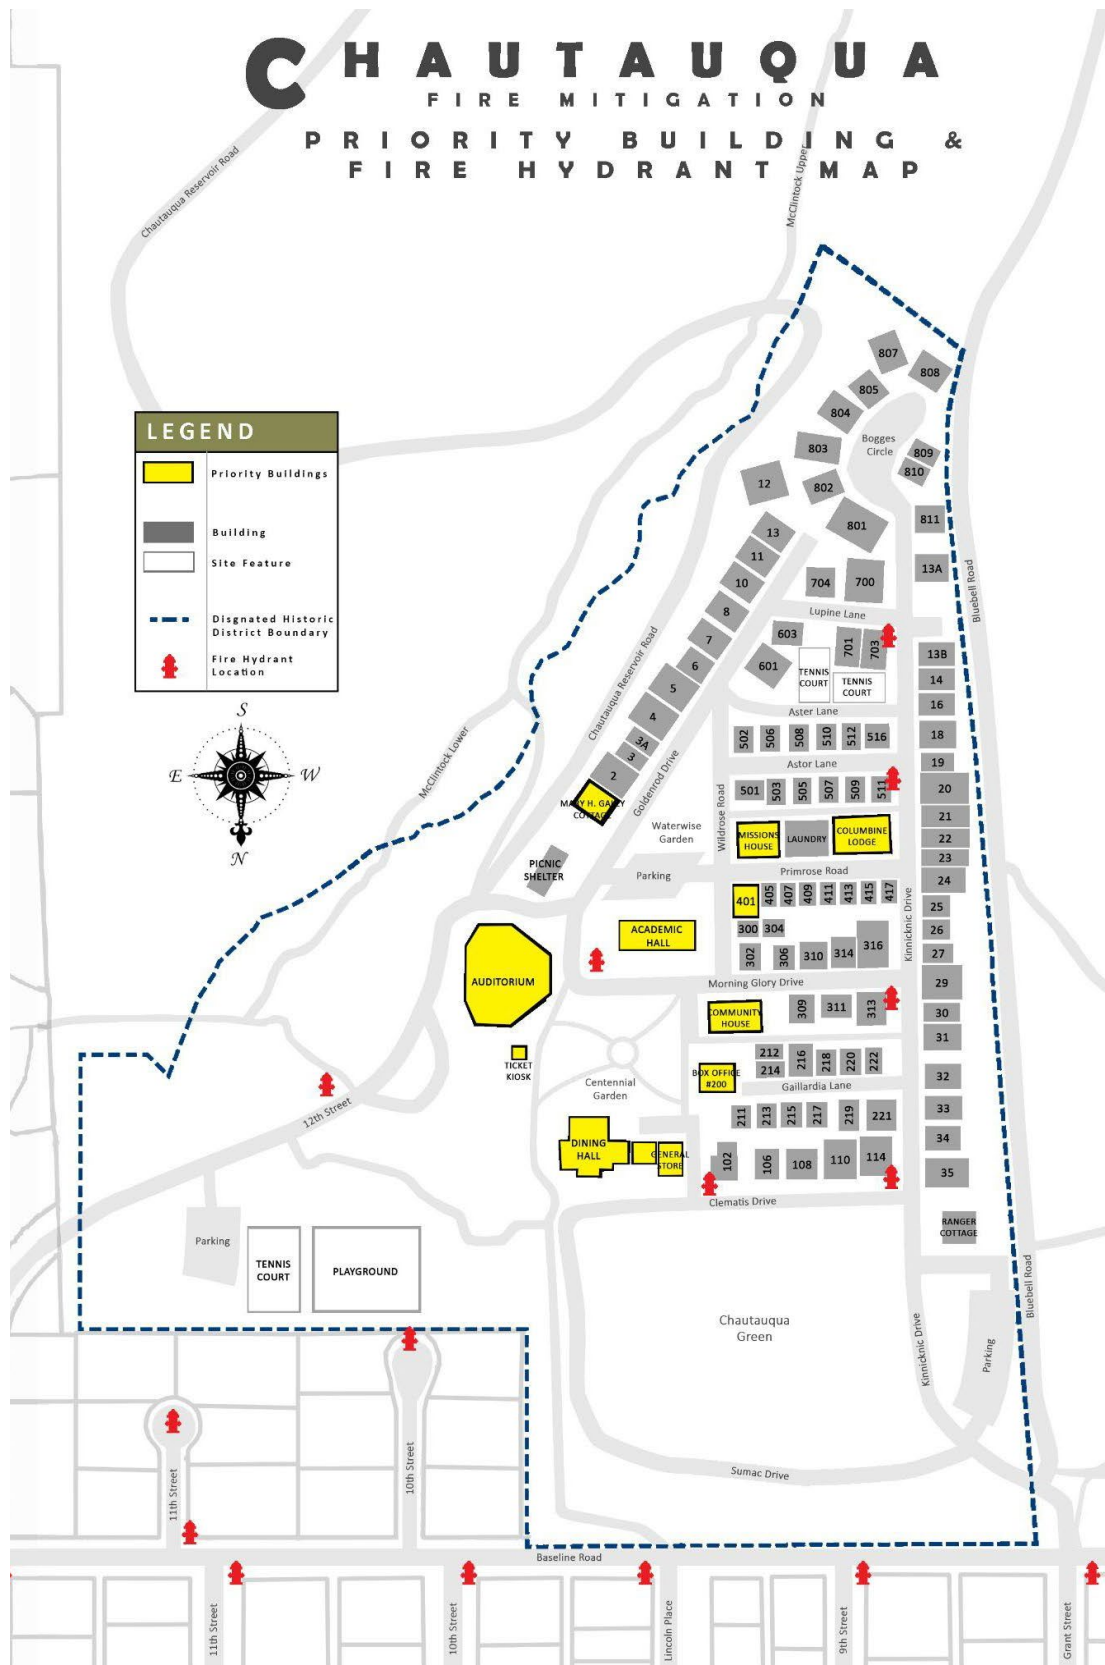 CHAUTAUQUA
FIRE MITIGATION
PRIORITY BUILDING &
FIRE HYDRANT MAP
Chautauqua Reservoir Road
McClintock Upper
LEGEND
Priority Buildings
Building
Site Feature
Disgnated Historic
District Boundary
Fire Hydrant
Location
S
E
W
N
807
808
805
804
Bogges
Circle
803
809
810
12
802
801
811
13
11
13A
10
704
700
Bluebell Road
8
Lupine Lane
7
603
701
703
6
601
13B
TENNIS
COURT
TENNIS
COURT
14
5
16
4
Aster Lane
Chautauqua Reservoir Road
3A
502
506
508
510
512
516
18
3
2
Astor Lane
19
McClintock Lower
Goldenrod Drive
501
503
505
507
509
511
20
MARY H. GALEY
COTTAGE
Wildrose Road
21
Waterwise
Garden
MISSIONS
HOUSE
LAUNDRY
COLUMBINE
LODGE
22
23
PICNIC
SHELTER
Parking
Primrose Road
24
401
405
407
409
411
413
415
417
25
Kinnicknic Drive
300
304
26
ACADEMIC
HALL
302
306
310
314
316
27
AUDITORIUM
Morning Glory Drive
29
COMMUNITY
HOUSE
309
311
313
30
31
TICKET
KIOSK
212
214
216
218
220
222
BOX OFFICE
#200
32
Centennial
Garden
Gaillardia Lane
12th Street
211
213
215
217
219
221
33
34
DINING
HALL
GENERAL
STORE
102
106
108
110
114
35
Clematis Drive
RANGER
COTTAGE
Parking
TENNIS
COURT
PLAYGROUND
Bluebell Road
Chautauqua
Green
Kinnicknic Drive
Parking
11th Street
10th Street
Sumac Drive
Baseline Road
11th Street
10th Street
Lincoln Place
9th Street
Grant Street